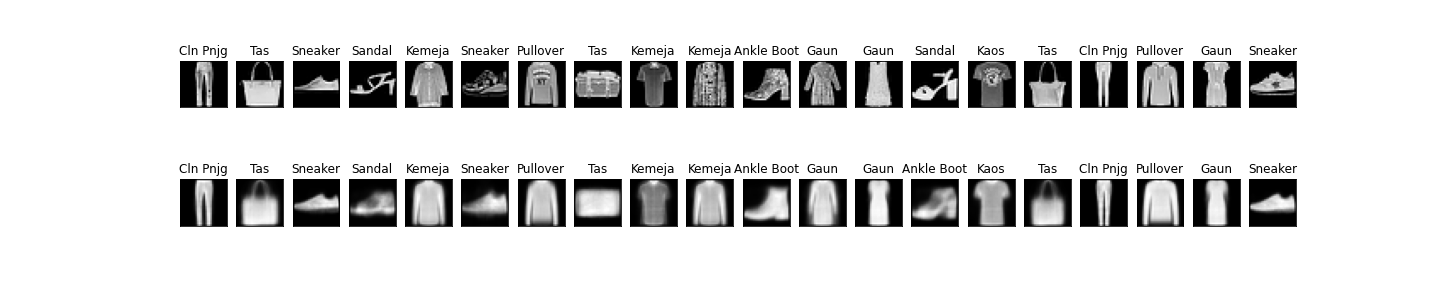 Cln Pnjg Tas Sneaker Sandal Kemeja Sneaker Pullover Tas Kemeja Kemeja Ankle Boot Gaun Gaun Sandal Kaos Tas Cln Pnjg Pullover Gaun Sneaker
Cln Pnjg Tas Sneaker Sandal Kemeja Sneaker Pullover Tas Kemeja Kemeja Ankle Boot Gaun Gaun Ankle Boot Kaos Tas Cln Pnjg Pullover Gaun Sneaker